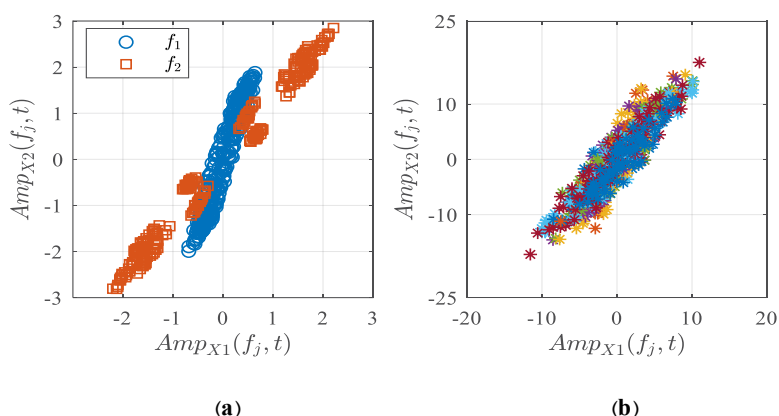 3
2
1
0
-1
-2
-3
-2
-1
0
1
2
3
Amp_{X2}(f_j, t)
Amp_{X1}(f_j, t)
f_1
f_2
(a)
25
10
0
-10
-25
-20
-10
0
10
20
Amp_{X2}(f_j, t)
Amp_{X1}(f_j, t)
(b)